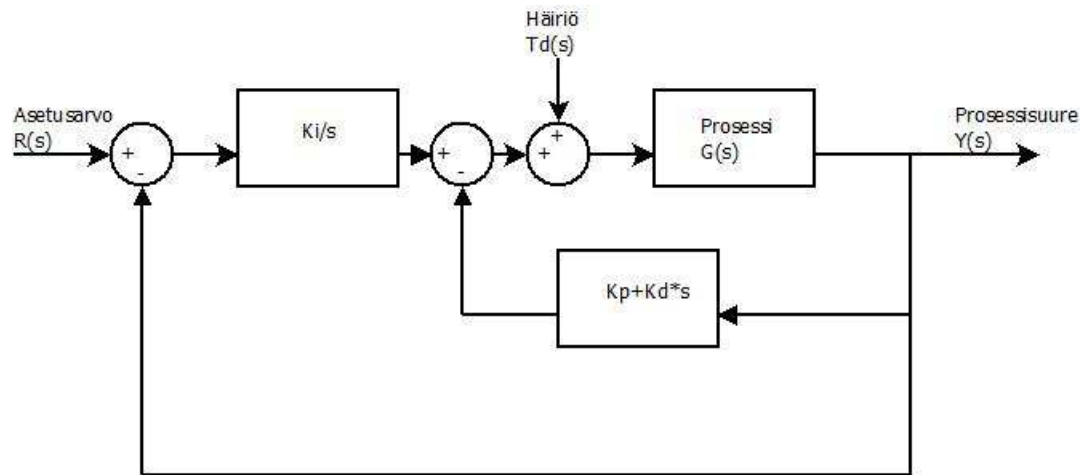 Häiriö
Td(s)
Asetusarvo
R(s)
+
-
Ki/s
+
-
+
+
Prosessi
G(s)
Prosessisuure
Y(s)
Kp+Kd*s